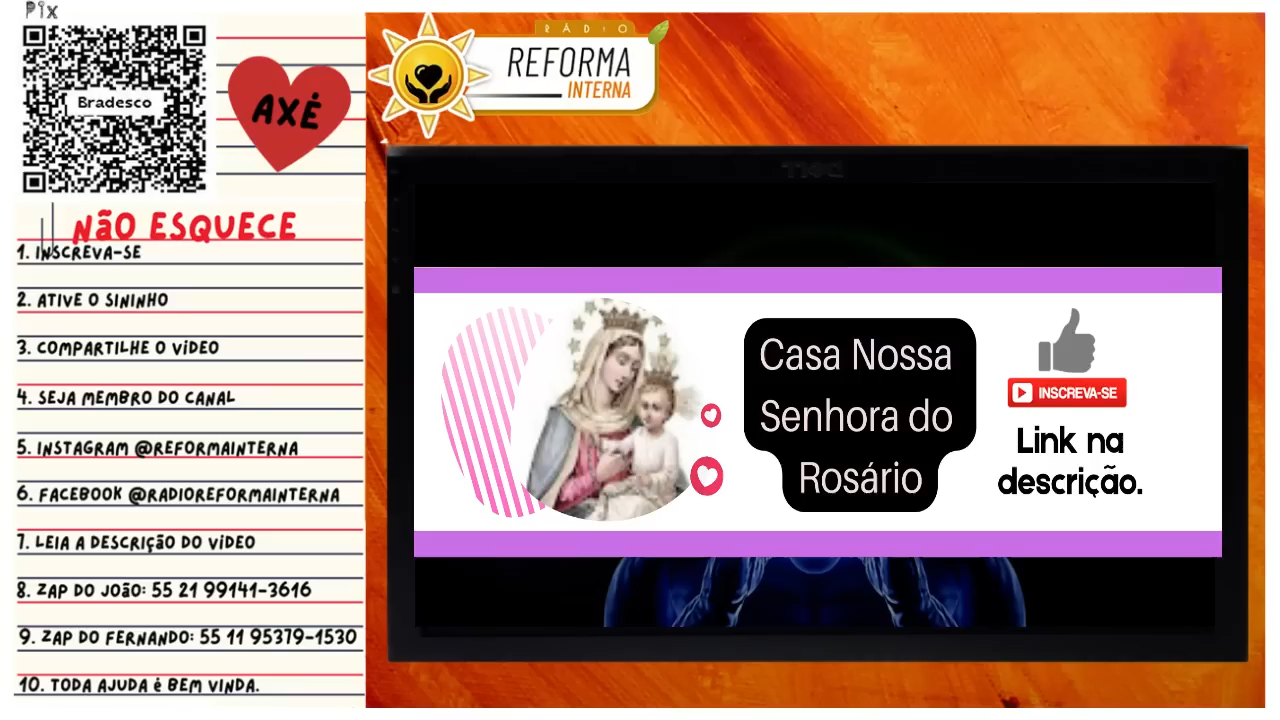 Pix
Bradesco
AXÉ
NÃO ESQUECE
1. INSCREVA-SE
2. ATIVE O SININHO
3. COMPARTILHE O VÍDEO
4. SEJA MEMBRO DO CANAL
5. INSTAGRAM @REFORMAINTERNA
6. FACEBOOK @RADIOREFORMAINTERNA
7. LEIA A DESCRIÇÃO DO VÍDEO
8. ZAP DO JOÃO: 55 21 99141-3616
9. ZAP DO FERNANDO: 55 11 95379-1530
10. TODA AJUDA É BEM VINDA.
RÁDIO
REFORMA
INTERNA
Casa Nossa
Senhora do
Rosário
INSCREVA-SE
Link na
descrição.